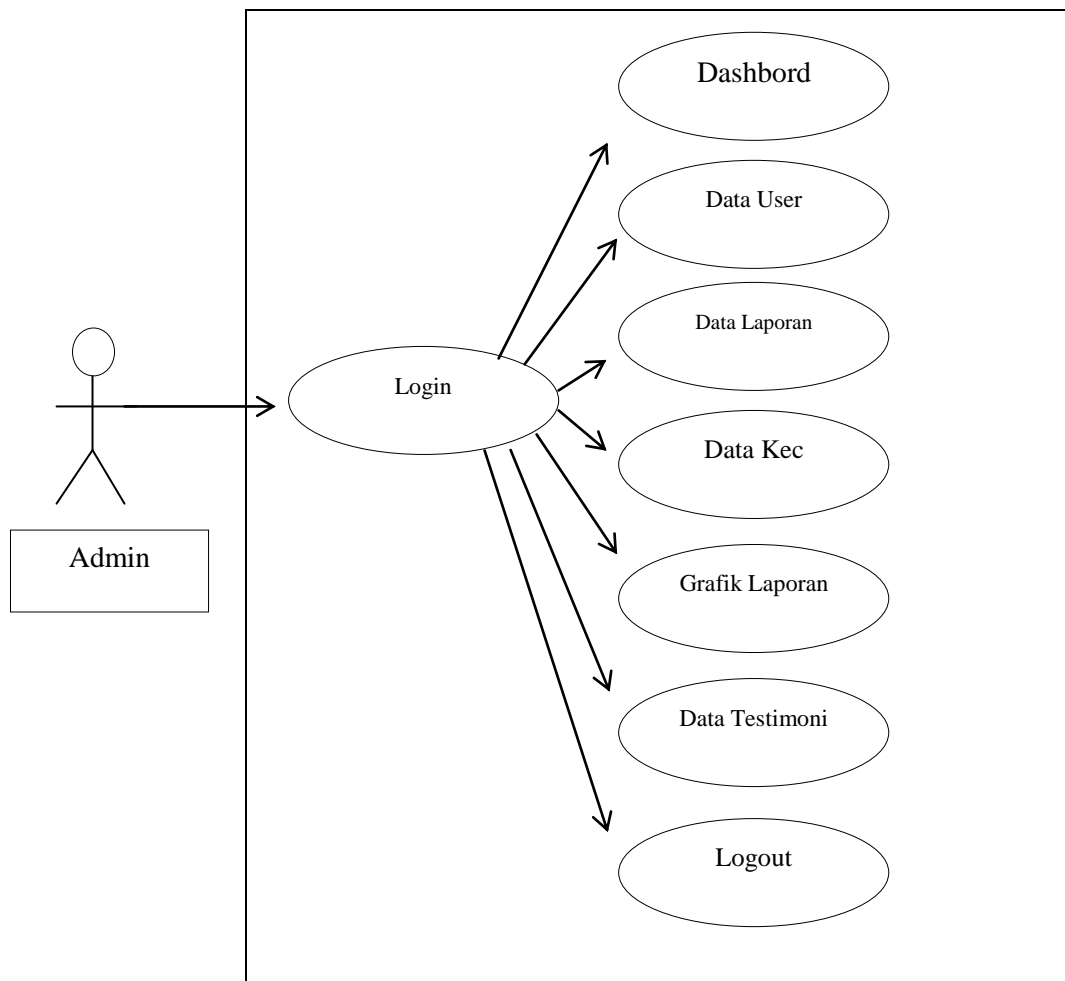 Dashbord
Data User
Data Laporan
Login
Data Kec
Admin
Grafik Laporan
Data Testimoni
Logout